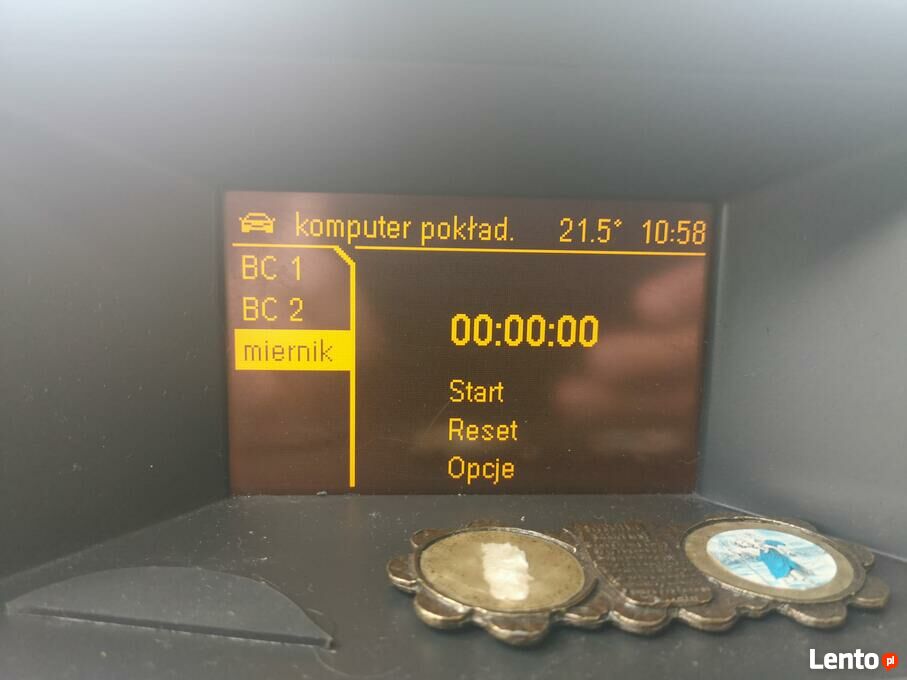 komputer pokład. 21.5° 10:58
BC 1
BC 2
miernik
00:00:00
Start
Reset
Opcje
Lento pl